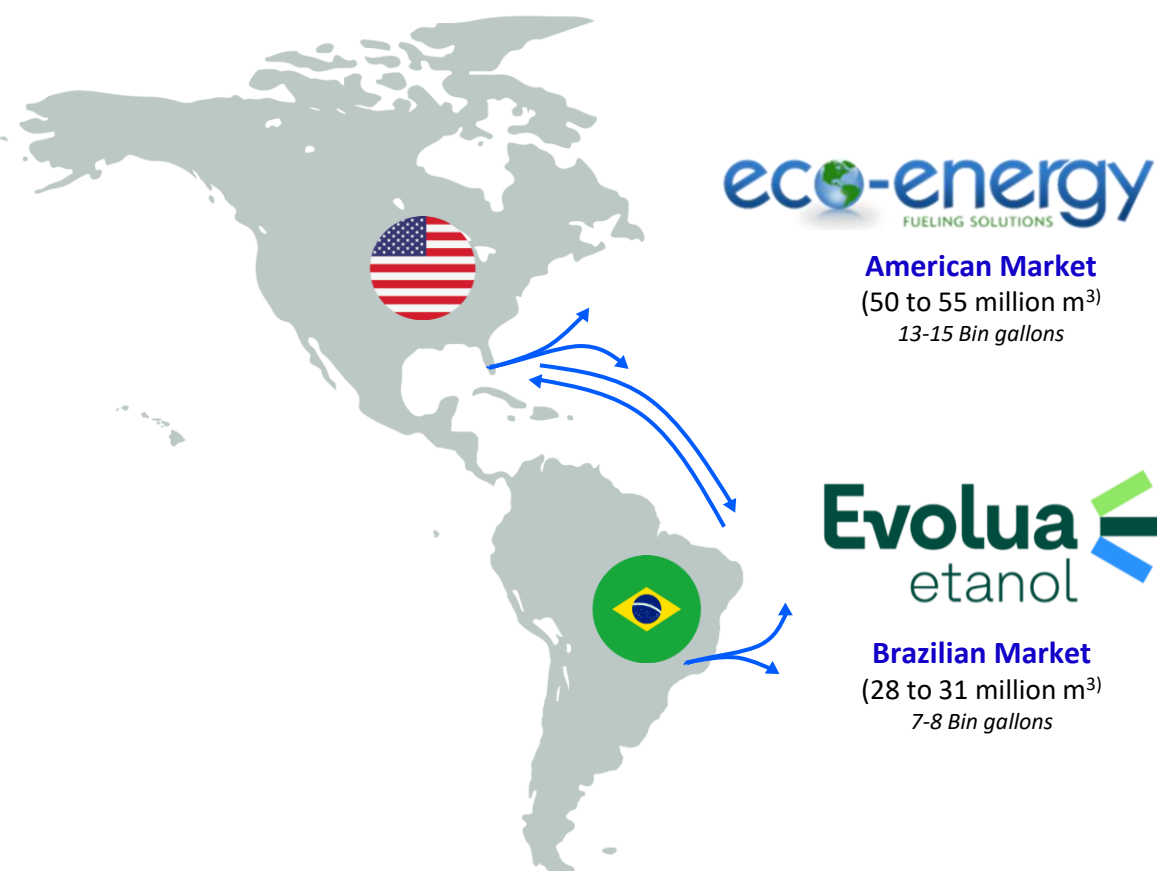 eco-energy
FUELING SOLUTIONS
American Market
(50 to 55 million m³⁾
13-15 Bin gallons
Evolua
etanol
Brazilian Market
(28 to 31 million m³⁾
7-8 Bin gallons